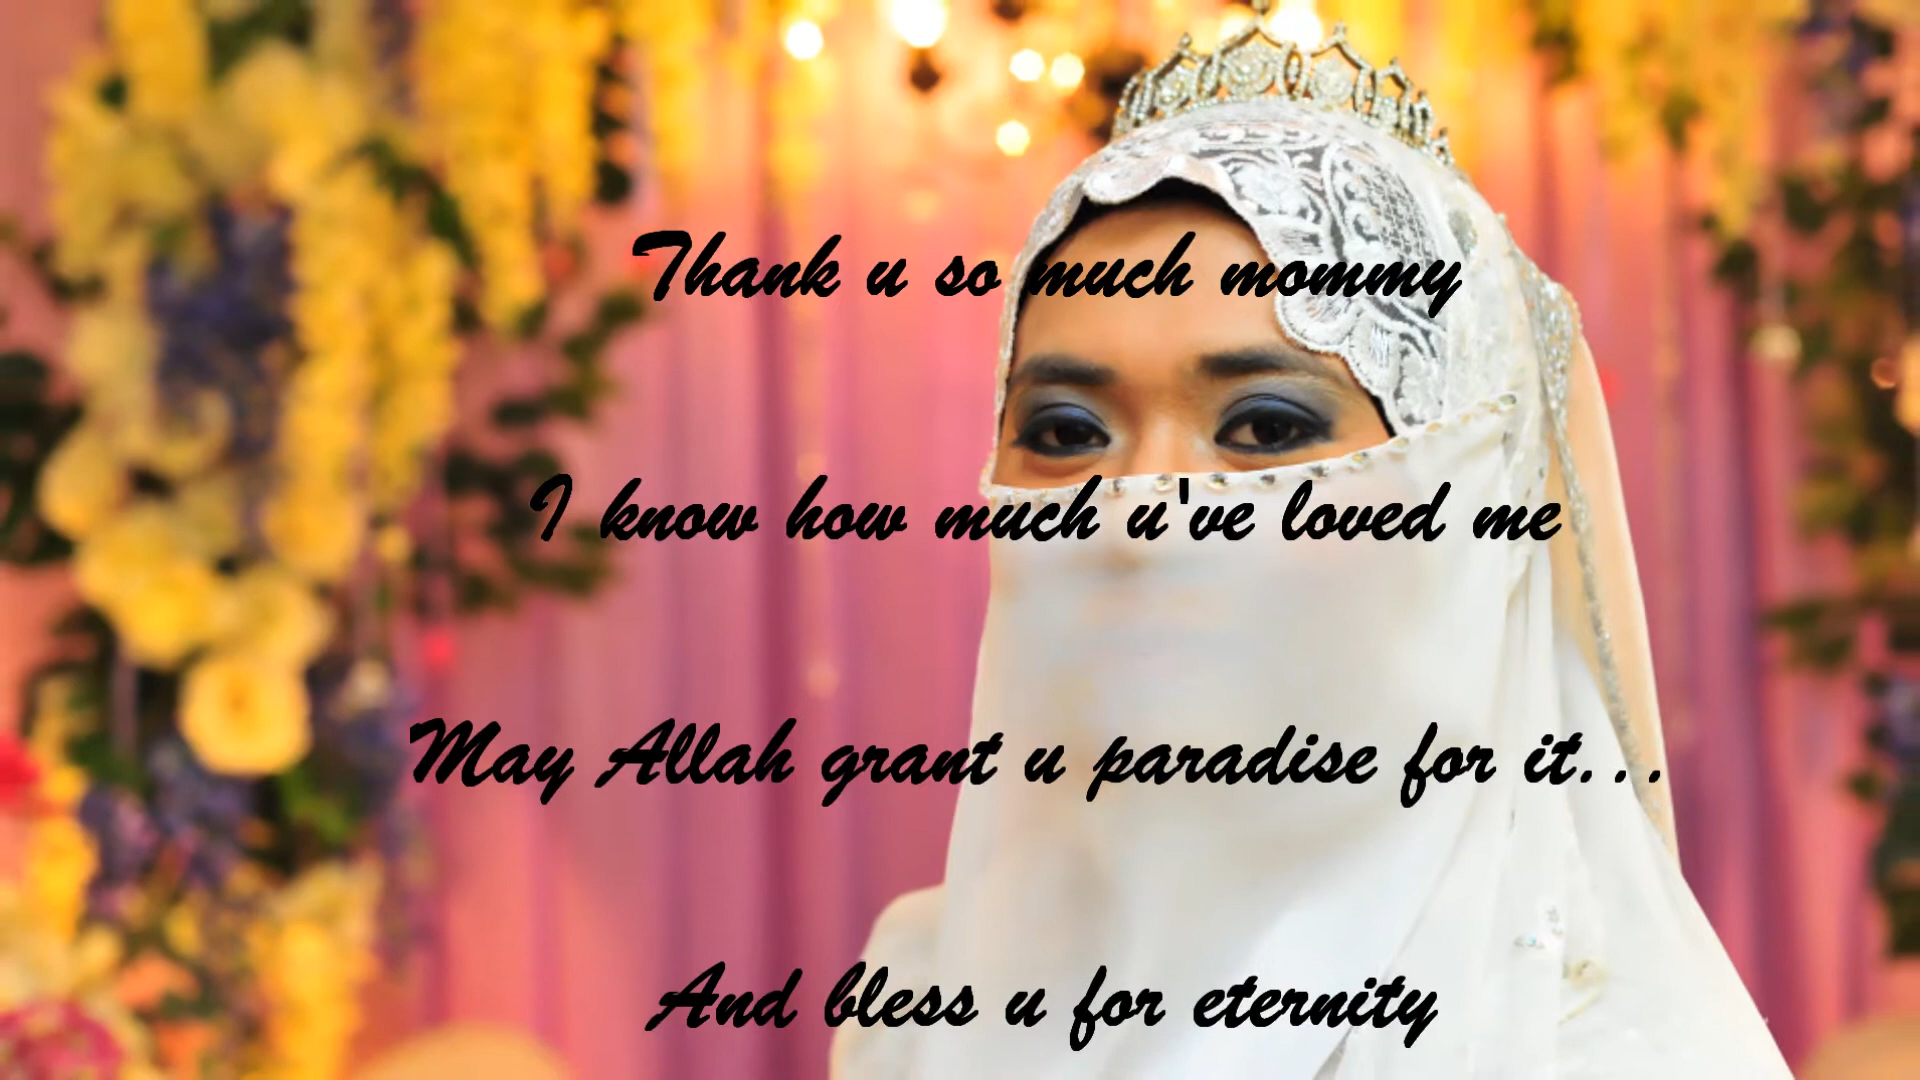 Thank u so much mommy
I know how much u've loved me
May Allah grant u paradise for it...
And bless u for eternity